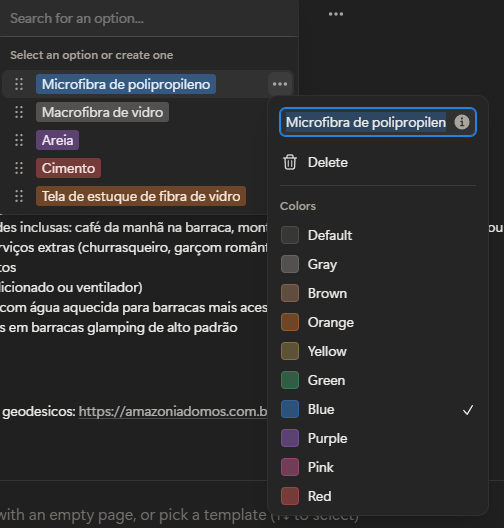 Search for an option...
Select an option or create one
Microfibra de polipropileno
Macrofibra de vidro
Areia
Cimento
Tela de estuque de fibra de vidro
Microfibra de polipropilen
Delete
Colors
Default
Gray
Brown
Orange
Yellow
Green
Blue
Purple
Pink
Red
des inclusas: café da manhã na barraca, mon
ou
rviços extras (churrasqueiro, garçom român
tos
dicionado ou ventilador)
com água aquecida para barracas mais aces
s em barracas glamping de alto padrão
geodesicos: https://amazoniadomos.com.b
with an empty page, or pick a template (↑↓ to select)